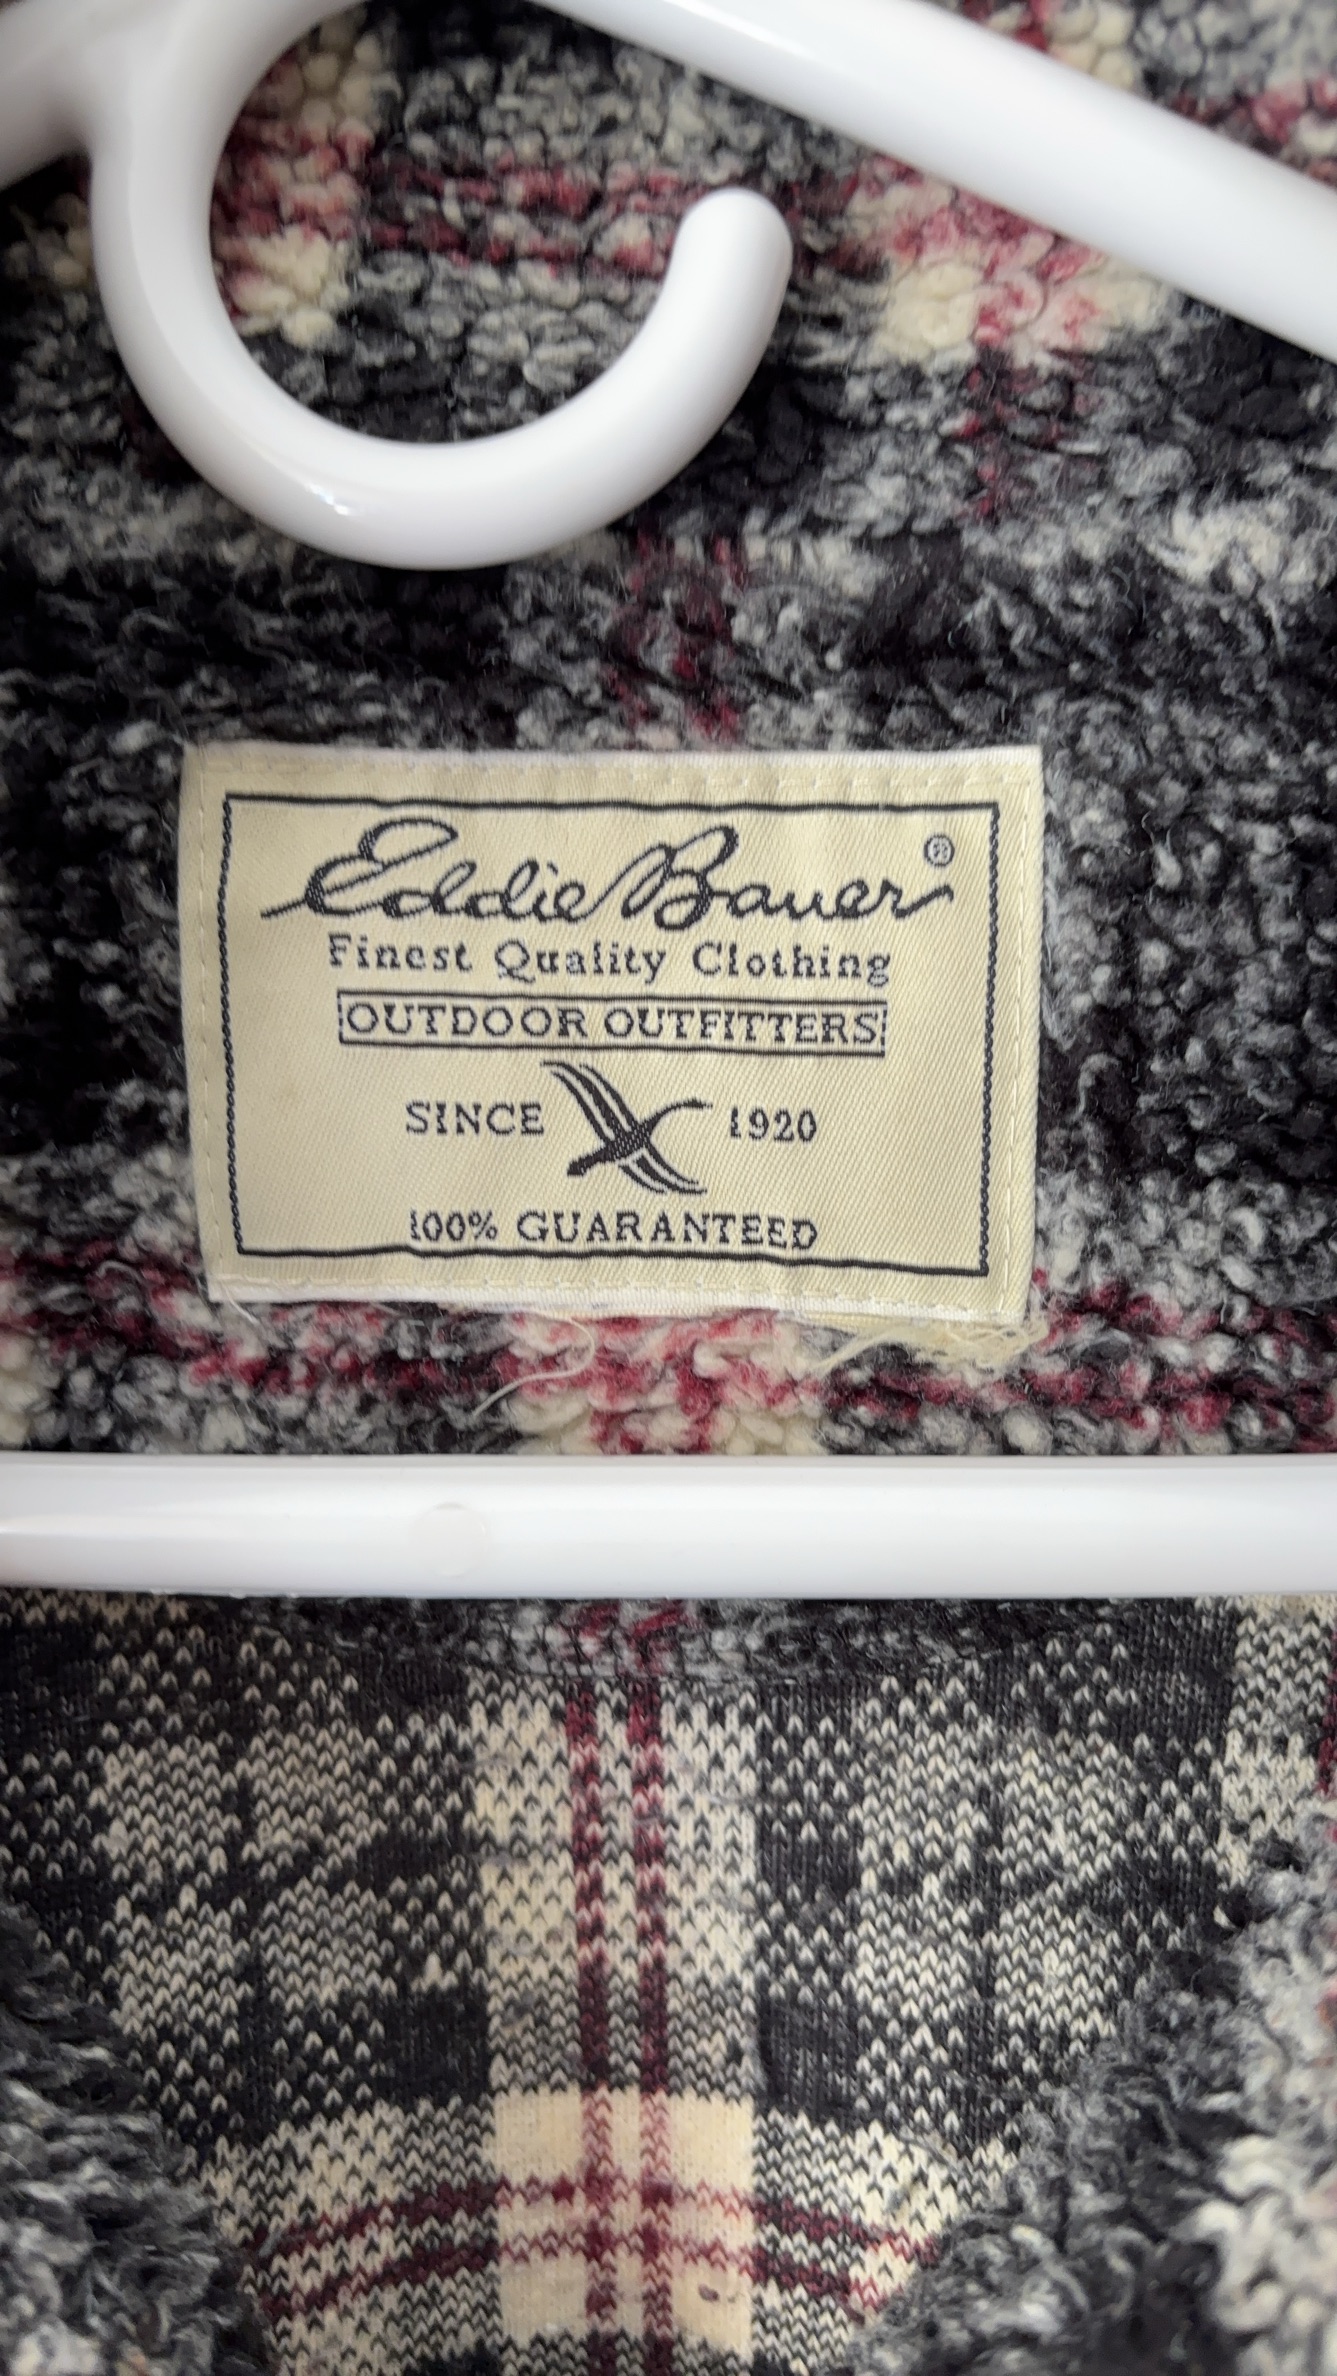 Eddie Bauer ®
Finest Quality Clothing
OUTDOOR OUTFITTERS
SINCE 1920
100% GUARANTEED